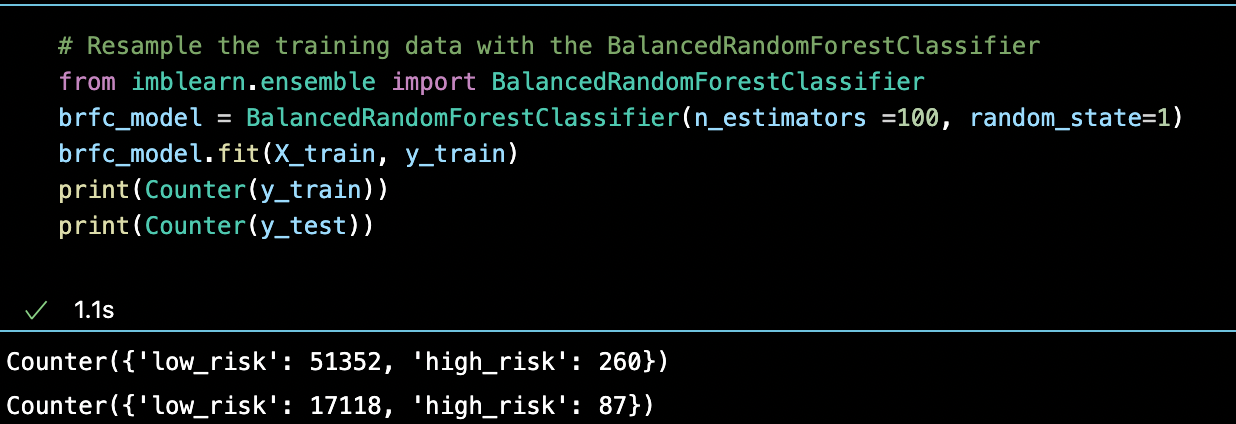 # Resample the training data with the BalancedRandomForestClassifier
from imblearn.ensemble import BalancedRandomForestClassifier
brfc_model = BalancedRandomForestClassifier(n_estimators =100, random_state=1)
brfc_model.fit(X_train, y_train)
print(Counter(y_train))
print(Counter(y_test))
✓ 1.1s
Counter({'low_risk': 51352, 'high_risk': 260})
Counter({'low_risk': 17118, 'high_risk': 87})